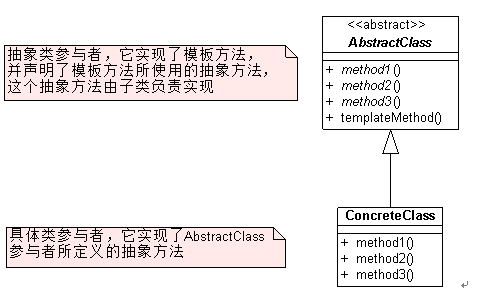 抽象类参与者，它实现了模板方法，
并声明了模板方法所使用的抽象方法，
这个抽象方法由子类负责实现
<<abstract>>
AbstractClass
+ method1()
+ method2()
+ method3()
+ templateMethod()
具体类参与者，它实现了AbstractClass
参与者所定义的抽象方法
ConcreteClass
+ method1()
+ method2()
+ method3()